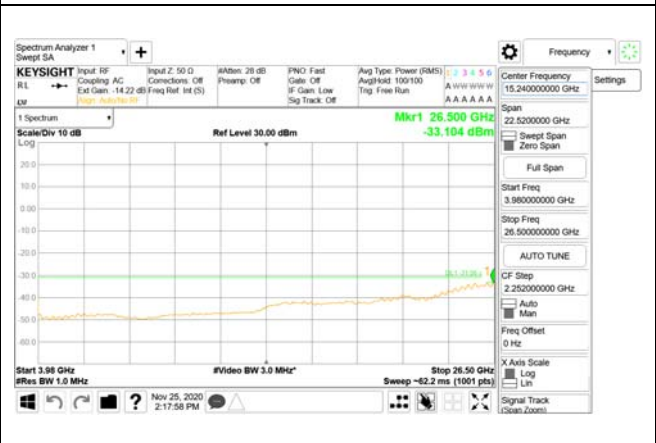 Spectrum Analyzer 1
Swept SA
Frequency
KEYSIGHT
RL
Input: RF
Coupling: AC
Ext Gain: -14.22 dB
Align: Auto/No RF
Input Z: 50 Ω
Corrections: Off
Freq Ref: Int (S)
#Atten: 28 dB
Preamp: Off
PNO: Fast
Gate: Off
IF Gain: Low
Sig Track: Off
Avg Type: Power (RMS)
Avg|Hold: 100/100
Trig: Free Run
1 2 3 4 5 6
A W W W W W
A A A A A A
1 Spectrum
Scale/Div 10 dB
Ref Level 30.00 dBm
Mkr1 26.500 GHz
-33.104 dBm
Log
20.0
10.0
0.00
-10.0
-20.0
-30.0
-40.0
-50.0
-60.0
1
Start 3.98 GHz
#Res BW 1.0 MHz
#Video BW 3.0 MHz*
Stop 26.50 GHz
Sweep ~62.2 ms (1001 pts)
Nov 25, 2020
2:17:58 PM
Center Frequency
15.240000000 GHz
Settings
Span
22.5200000 GHz
Swept Span
Zero Span
Full Span
Start Freq
3.980000000 GHz
Stop Freq
26.500000000 GHz
AUTO TUNE
CF Step
2.252000000 GHz
Auto
Man
Freq Offset
0 Hz
X Axis Scale
Log
Lin
Signal Track
(Span Zoom)